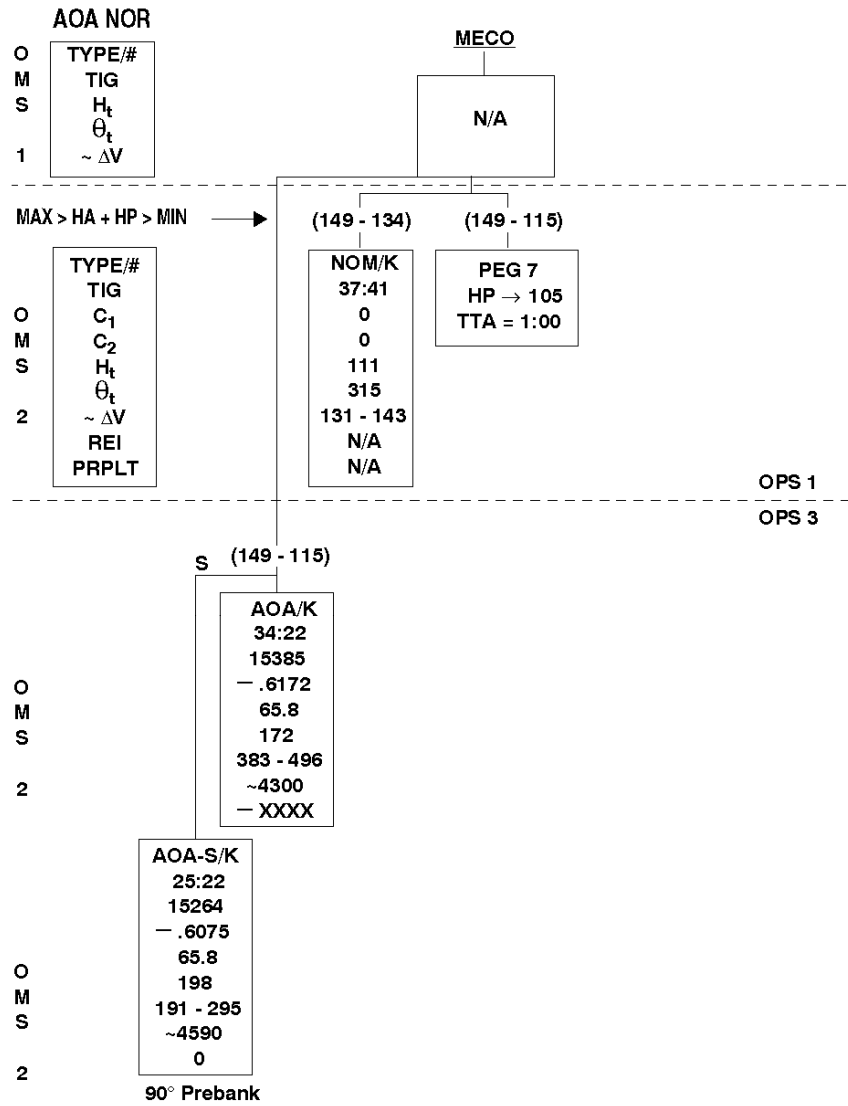 AOA NOR
O
M
S
1
TYPE/#
TIG
Ht
θt
~ ΔV
MECO
N/A
MAX > HA + HP > MIN
(149 - 134)
(149 - 115)
O
M
S
2
TYPE/#
TIG
C1
C2
Ht
θt
~ ΔV
REI
PRPLT
NOM/K
37:41
0
0
111
315
131 - 143
N/A
N/A
PEG 7
HP → 105
TTA = 1:00
OPS 1
OPS 3
S
(149 - 115)
O
M
S
2
AOA/K
34:22
15385
— .6172
65.8
172
383 - 496
~4300
— XXXX
O
M
S
2
AOA-S/K
25:22
15264
— .6075
65.8
198
191 - 295
~4590
0
90° Prebank